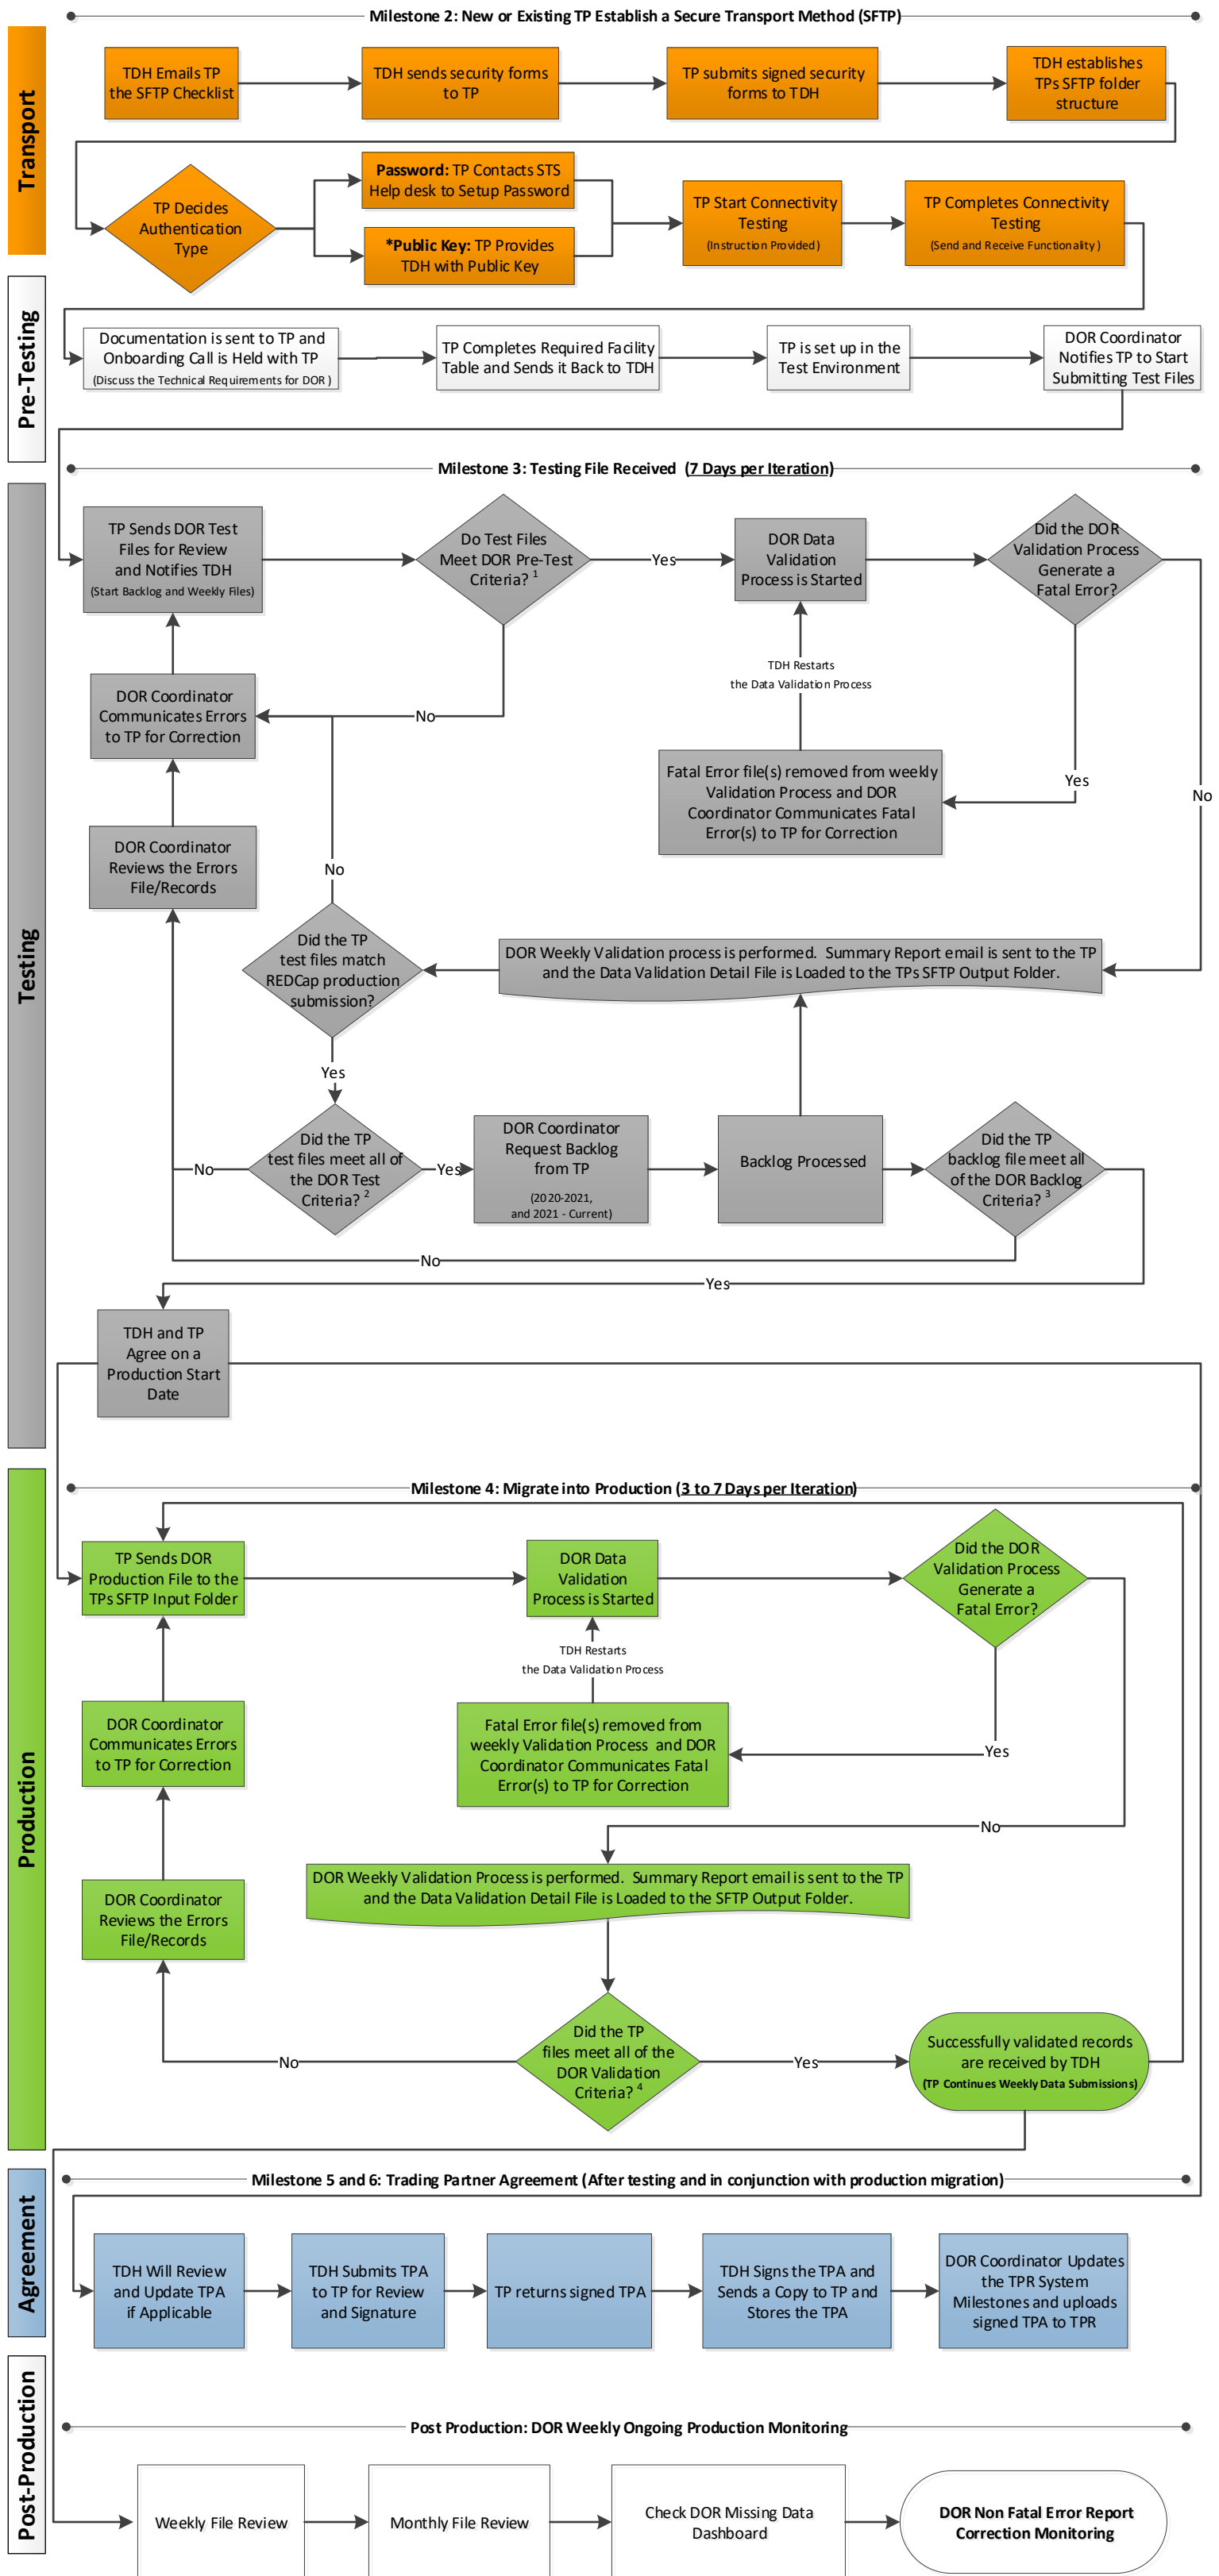 Milestone 2: New or Existing TP Establish a Secure Transport Method (SFTP)
Transport
TDH Emails TP
the SFTP Checklist
TDH sends security forms
to TP
TP submits signed security
forms to TDH
TDH establishes
TPs SFTP folder
structure
TP Decides
Authentication
Type
Password: TP Contacts STS
Help desk to Setup Password
*Public Key: TP Provides
TDH with Public Key
TP Start Connectivity
Testing
(Instruction Provided)
TP Completes Connectivity
Testing
(Send and Receive Functionality)
Pre-Testing
Documentation is sent to TP and
Onboarding Call is Held with TP
(Discuss the Technical Requirements for DOR)
TP Completes Required Facility
Table and Sends it Back to TDH
TP is set up in the
Test Environment
DOR Coordinator
Notifies TP to Start
Submitting Test Files
Milestone 3: Testing File Received (7 Days per Iteration)
Testing
TP Sends DOR Test
Files for Review
and Notifies TDH
(Start Backlog and Weekly Files)
Do Test Files
Meet DOR Pre-Test
Criteria? 1
Yes
DOR Data
Validation
Process is Started
Did the DOR
Validation Process
Generate a
Fatal Error?
TDH Restarts
the Data Validation Process
DOR Coordinator
Communicates Errors
to TP for Correction
No
Fatal Error file(s) removed from weekly
Validation Process and DOR
Coordinator Communicates Fatal
Error(s) to TP for Correction
Yes
No
DOR Coordinator
Reviews the Errors
File/Records
No
Did the TP
test files match
REDCap production
submission?
DOR Weekly Validation process is performed. Summary Report email is sent to the TP
and the Data Validation Detail File is Loaded to the TPs SFTP Output Folder.
Yes
Did the TP
test files meet all of
the DOR Test
Criteria? 2
No
Yes
DOR Coordinator
Request Backlog
from TP
(2020-2021,
and 2021 - Current)
Backlog Processed
Did the TP
backlog file meet all
of the DOR Backlog
Criteria? 3
No
Yes
TDH and TP
Agree on a
Production Start
Date
Milestone 4: Migrate into Production (3 to 7 Days per Iteration)
Production
TP Sends DOR
Production File to the
TPs SFTP Input Folder
DOR Data
Validation
Process is Started
Did the DOR
Validation Process
Generate a
Fatal Error?
TDH Restarts
the Data Validation Process
DOR Coordinator
Communicates Errors
to TP for Correction
Fatal Error file(s) removed from
weekly Validation Process and DOR
Coordinator Communicates Fatal
Error(s) to TP for Correction
Yes
No
DOR Weekly Validation Process is performed. Summary Report email is sent to the TP
and the Data Validation Detail File is Loaded to the SFTP Output Folder.
DOR Coordinator
Reviews the Errors
File/Records
No
Did the TP
files meet all of the
DOR Validation
Criteria? 4
Yes
Successfully validated records
are received by TDH
(TP Continues Weekly Data Submissions)
Milestone 5 and 6: Trading Partner Agreement (After testing and in conjunction with production migration)
Agreement
TDH Will Review
and Update TPA
if Applicable
TDH Submits TPA
to TP for Review
and Signature
TP returns signed TPA
TDH Signs the TPA and
Sends a Copy to TP and
Stores the TPA
DOR Coordinator Updates
the TPR System
Milestones and uploads
signed TPA to TPR
Post-Production
Post Production: DOR Weekly Ongoing Production Monitoring
Weekly File Review
Monthly File Review
Check DOR Missing Data
Dashboard
DOR Non Fatal Error Report
Correction Monitoring